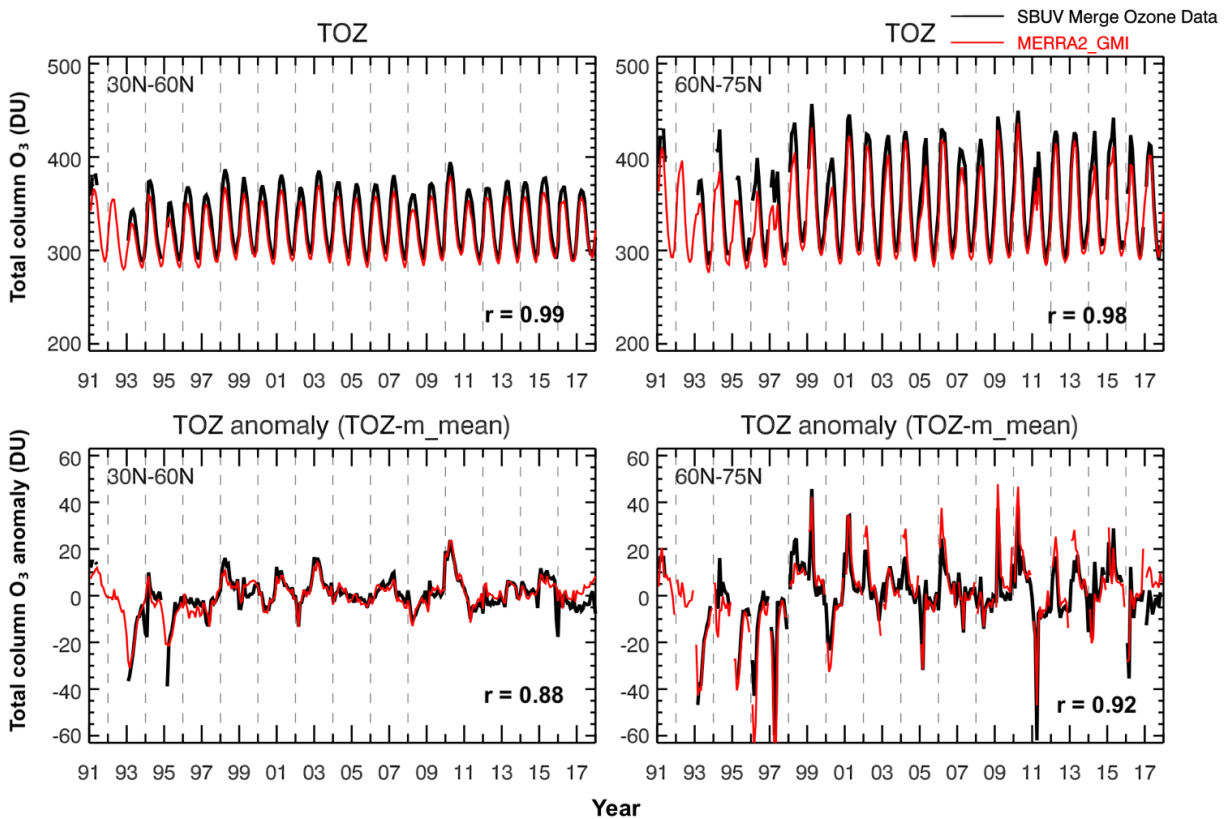 SBUV Merge Ozone Data
MERRA2_GMI
TOZ
TOZ
Total column O₃ (DU)
500
400
300
200
30N-60N
r = 0.99
91 93 95 97 99 01 03 05 07 09 11 13 15 17
500
400
300
200
60N-75N
r = 0.98
91 93 95 97 99 01 03 05 07 09 11 13 15 17
TOZ anomaly (TOZ-m_mean)
Total column O₃ anomaly (DU)
60
40
20
0
-20
-40
-60
30N-60N
r = 0.88
91 93 95 97 99 01 03 05 07 09 11 13 15 17
TOZ anomaly (TOZ-m_mean)
60
40
20
0
-20
-40
-60
60N-75N
r = 0.92
91 93 95 97 99 01 03 05 07 09 11 13 15 17
Year